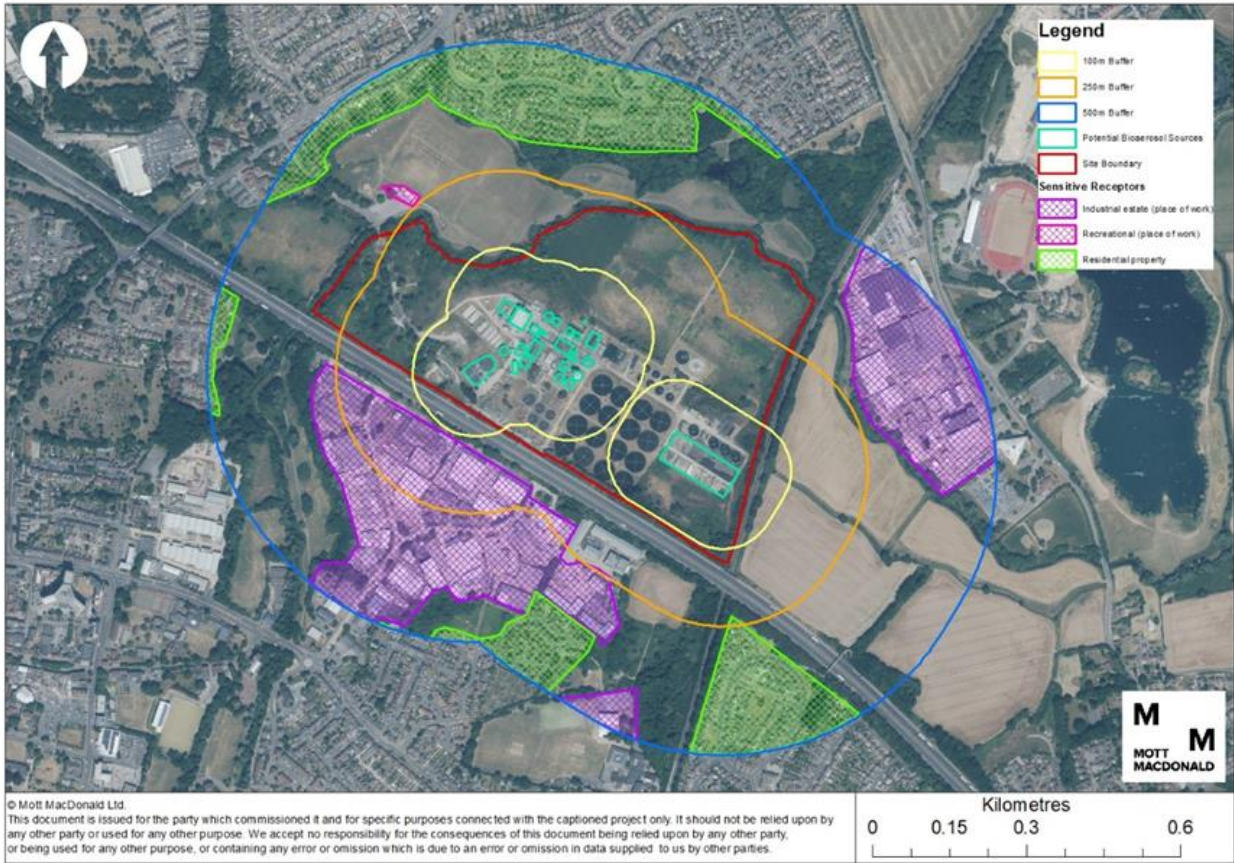 Legend
100m Buffer
250m Buffer
500m Buffer
Potential Bioaerosol Sources
Site Boundary
Sensitive Receptors
Industrial estate (place of work)
Recreational (place of work)
Residential property
M
M
MOTT
MACDONALD
© Mott MacDonald Ltd.
This document is issued for the party which commissioned it and for specific purposes connected with the captioned project only. It should not be relied upon by
any other party or used for any other purpose. We accept no responsibility for the consequences of this document being relied upon by any other party,
or being used for any other purpose, or containing any error or omission which is due to an error or omission in data supplied to us by other parties.
Kilometres
0 0.15 0.3 0.6